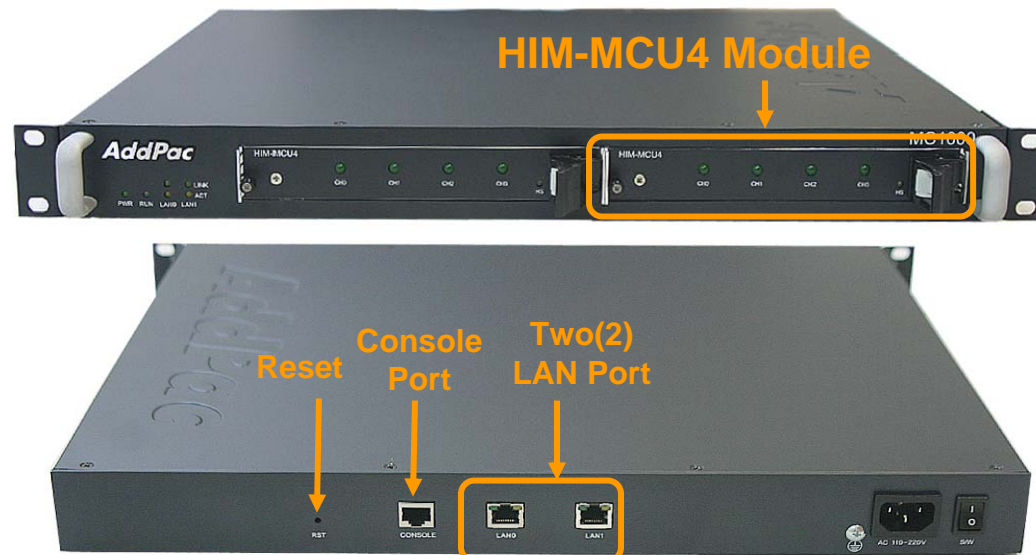 HIM-MCU4 Module
AddPac
HIM-MCU4
CH0 CH1 CH2 CH3 HS
HIM-MCU4
CH0 CH1 CH2 CH3 HS
LINK
ACT
PWR RUN LAN0 LAN1
AddPac
Reset
Console
Port
Two(2)
LAN Port
RST
CONSOLE
LAN0
LAN1
AC 110-220V
S/W
I
O